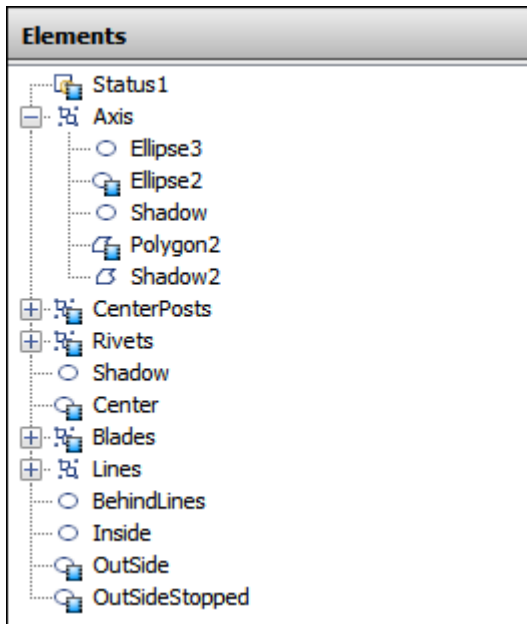 Elements
Status1
Axis
Ellipse3
Ellipse2
Shadow
Polygon2
Shadow2
CenterPosts
Rivets
Shadow
Center
Blades
Lines
BehindLines
Inside
OutSide
OutSideStopped